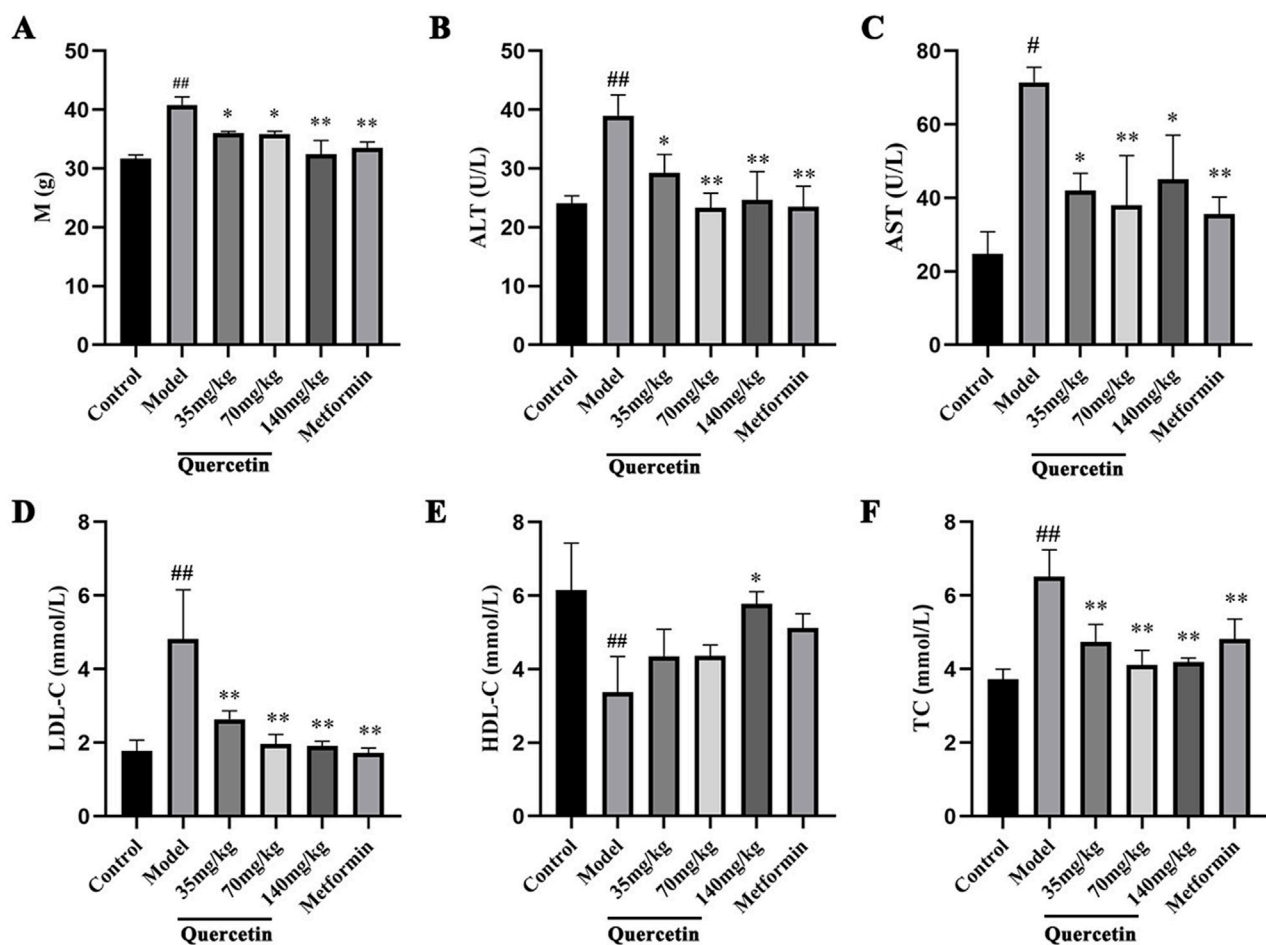 A
M (g)
50
40
30
20
10
0
##
*
*
**
**
Control
Model
35mg/kg
70mg/kg
140mg/kg
Metformin
Quercetin
B
ALT (U/L)
50
40
30
20
10
0
##
*
**
**
**
Control
Model
35mg/kg
70mg/kg
140mg/kg
Metformin
Quercetin
C
AST (U/L)
80
60
40
20
0
#
*
**
*
**
Control
Model
35mg/kg
70mg/kg
140mg/kg
Metformin
Quercetin
D
LDL-C (mmol/L)
8
6
4
2
0
##
**
**
**
**
Control
Model
35mg/kg
70mg/kg
140mg/kg
Metformin
Quercetin
E
HDL-C (mmol/L)
8
6
4
2
0
##
*
Control
Model
35mg/kg
70mg/kg
140mg/kg
Metformin
Quercetin
F
TC (mmol/L)
8
6
4
2
0
##
**
**
**
**
Control
Model
35mg/kg
70mg/kg
140mg/kg
Metformin
Quercetin